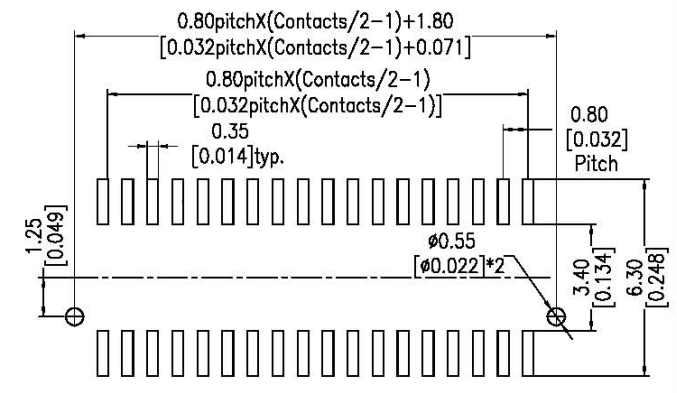 0.80pitchX(Contacts/2-1)+1.80
[0.032pitchX(Contacts/2-1)+0.071]
0.80pitchX(Contacts/2-1)
[0.032pitchX(Contacts/2-1)]
0.35
[0.014]typ.
0.80
[0.032]
Pitch
1.25
[0.049]
ø0.55
[ø0.022]*2
3.40
[0.134]
6.30
[0.248]